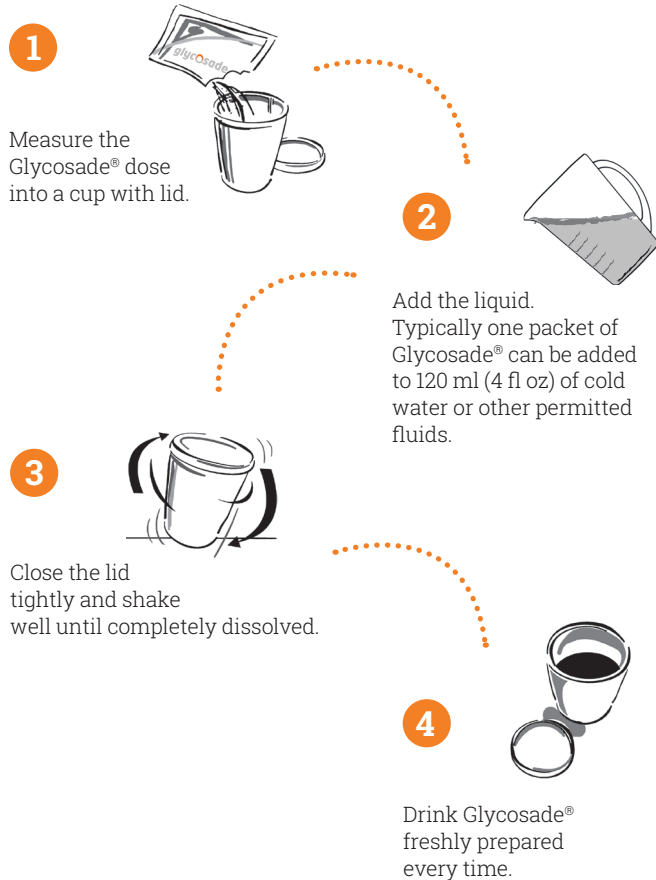 1
glycosade
Measure the
Glycosade® dose
into a cup with lid.
2
Add the liquid.
Typically one packet of
Glycosade® can be added
to 120 ml (4 fl oz) of cold
water or other permitted
fluids.
3
Close the lid
tightly and shake
well until completely dissolved.
4
Drink Glycosade®
freshly prepared
every time.